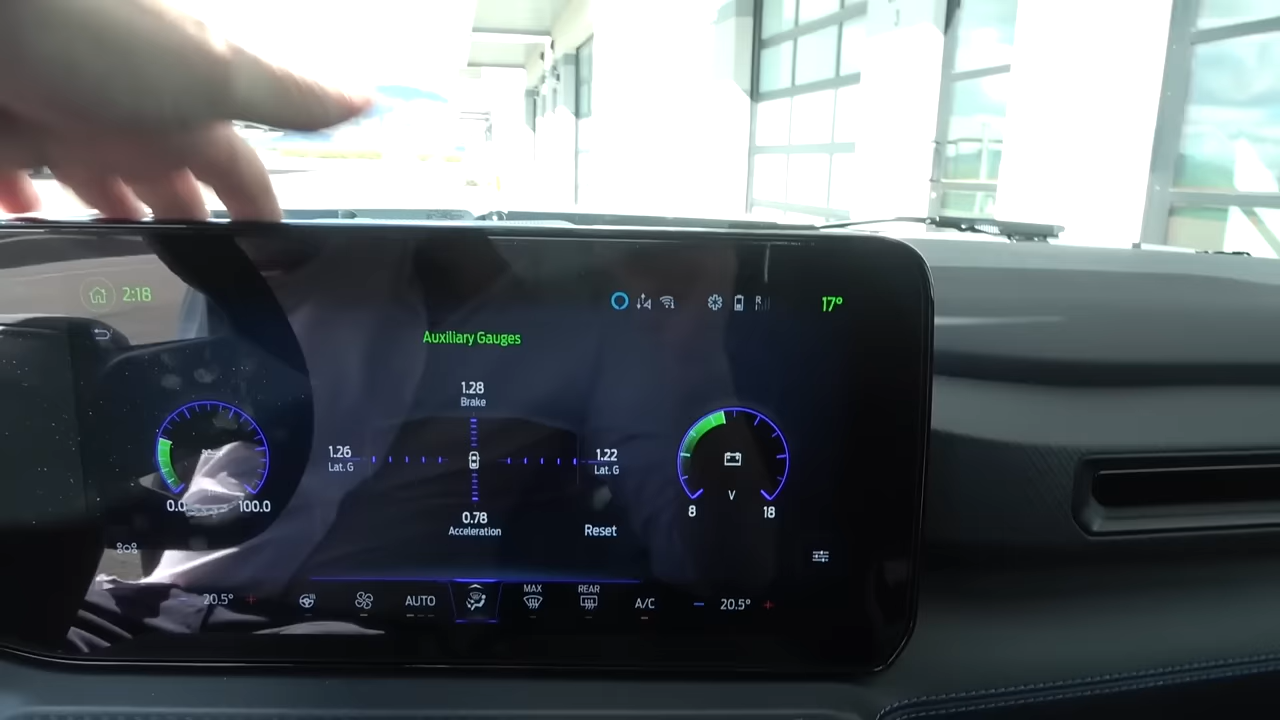 2:18
17°
Auxiliary Gauges
1.28
Brake
1.26
Lat. G
1.22
Lat. G
0.78
Acceleration
Reset
0.0
100.0
V
8
18
20.5°
AUTO
MAX
REAR
A/C
20.5°